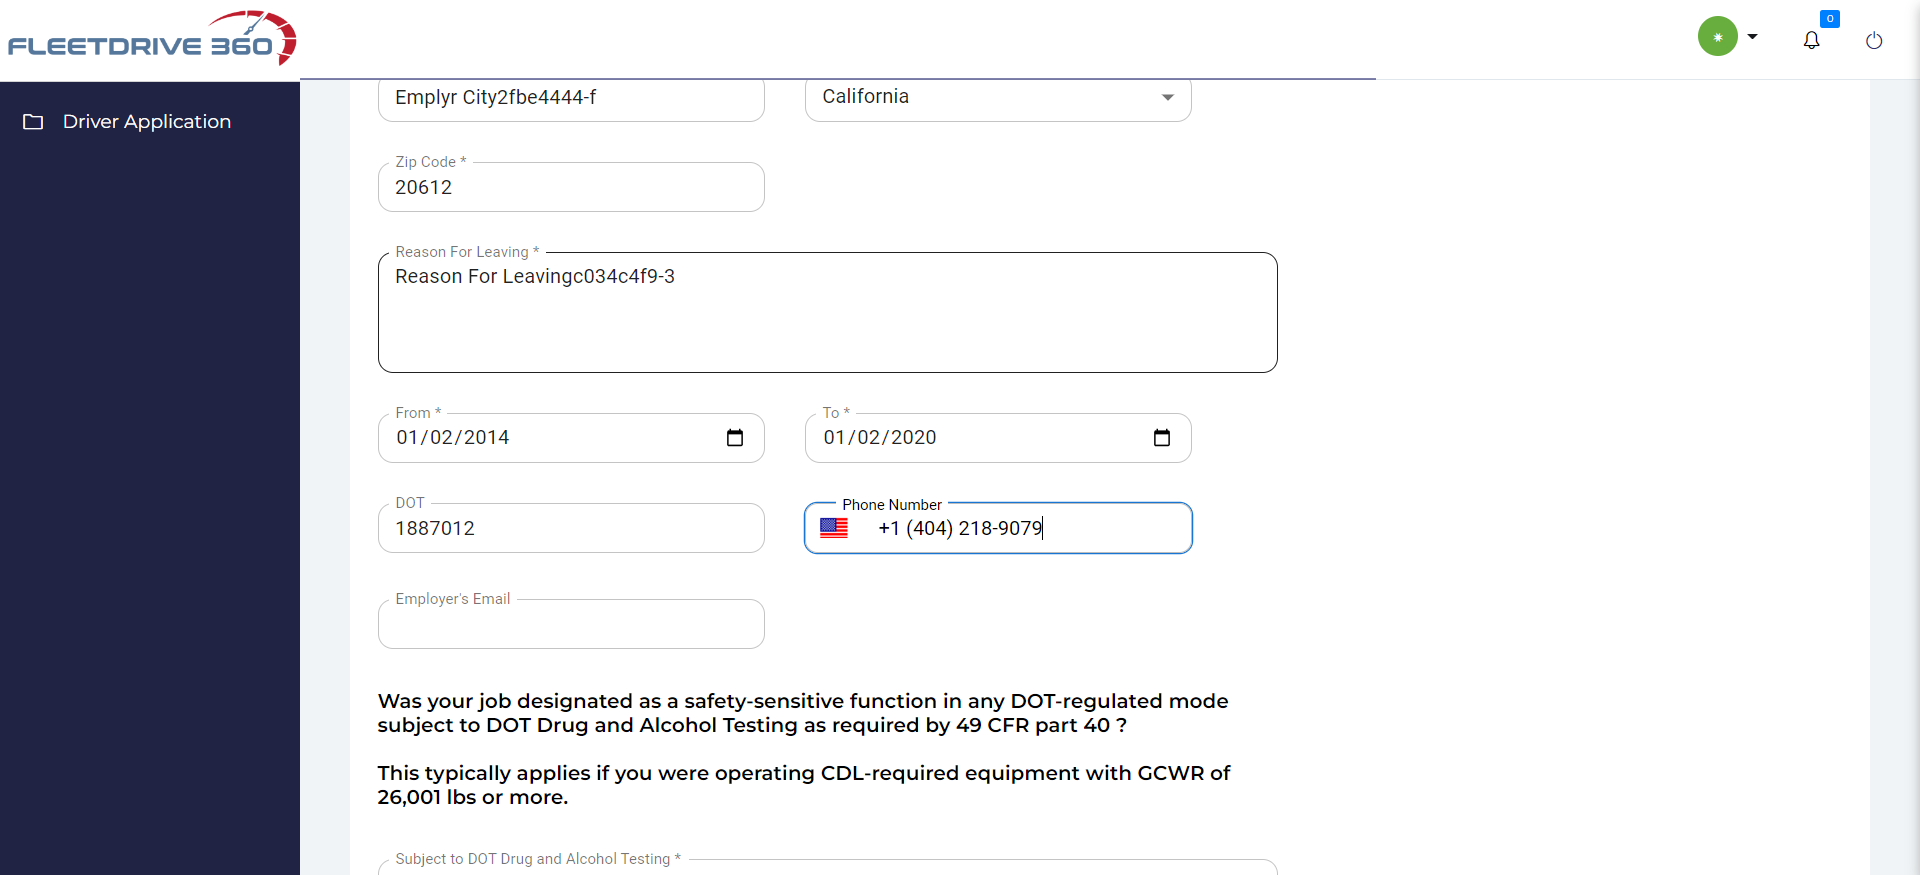 FLEETDRIVE 360
0
Driver Application
Emplyr City2fbe4444-f
California
Zip Code *
20612
Reason For Leaving *
Reason For Leavingc034c4f9-3
From *
01/02/2014
To *
01/02/2020
DOT
1887012
Phone Number
+1 (404) 218-9079
Employer's Email
Was your job designated as a safety-sensitive function in any DOT-regulated mode
subject to DOT Drug and Alcohol Testing as required by 49 CFR part 40 ?
This typically applies if you were operating CDL-required equipment with GCWR of
26,001 lbs or more.
Subject to DOT Drug and Alcohol Testing *